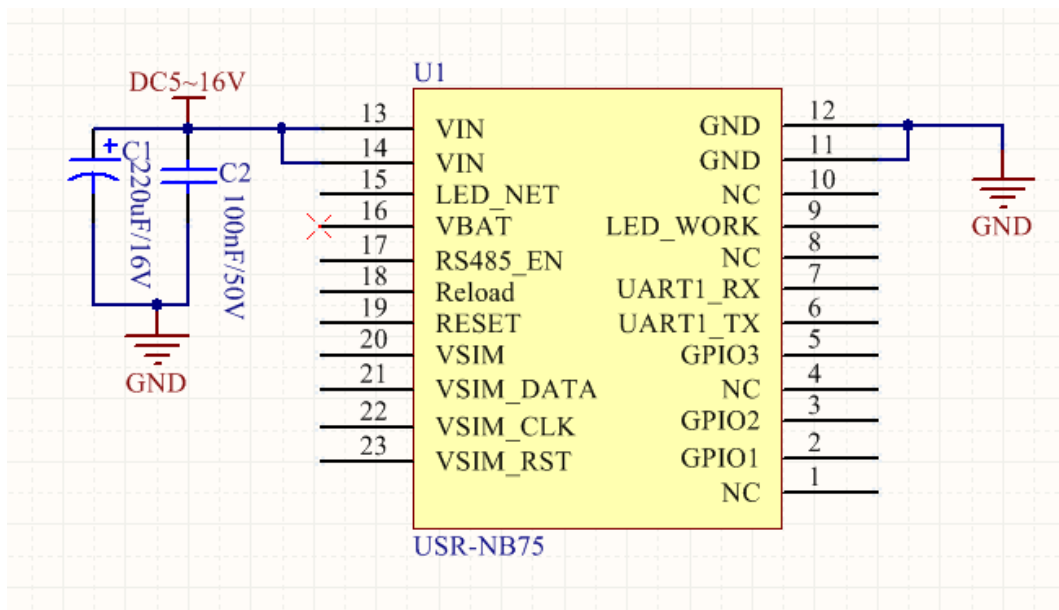 U1
DC5~16V
C1
220uF/16V
C2
100nF/50V
GND
13 VIN
14 VIN
15 LED_NET
16 VBAT
17 RS485_EN
18 Reload
19 RESET
20 VSIM
21 VSIM_DATA
22 VSIM_CLK
23 VSIM_RST
GND 12
GND 11
NC 10
LED_WORK 9
NC 8
UART1_RX 7
UART1_TX 6
GPIO3 5
NC 4
GPIO2 3
GPIO1 2
NC 1
GND
USR-NB75